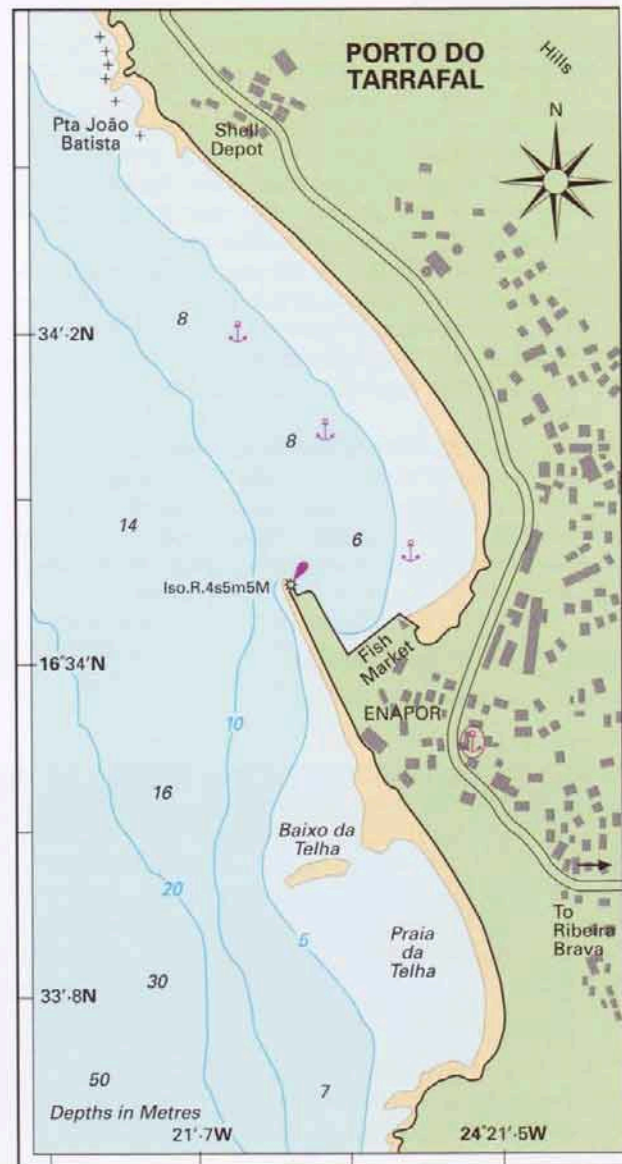 PORTO DO
TARRAFAL
Hills
N
Pta João
Batista
Shell
Depot
34'·2N
8
8
14
6
Iso.R.4s5m5M
Fish
Market
16°34'N
ENAPOR
10
16
Baixo da
Telha
20
5
Praia
da
Telha
To
Ribeira
Brava
30
33'·8N
50
7
Depths in Metres
21'·7W
24°21'·5W